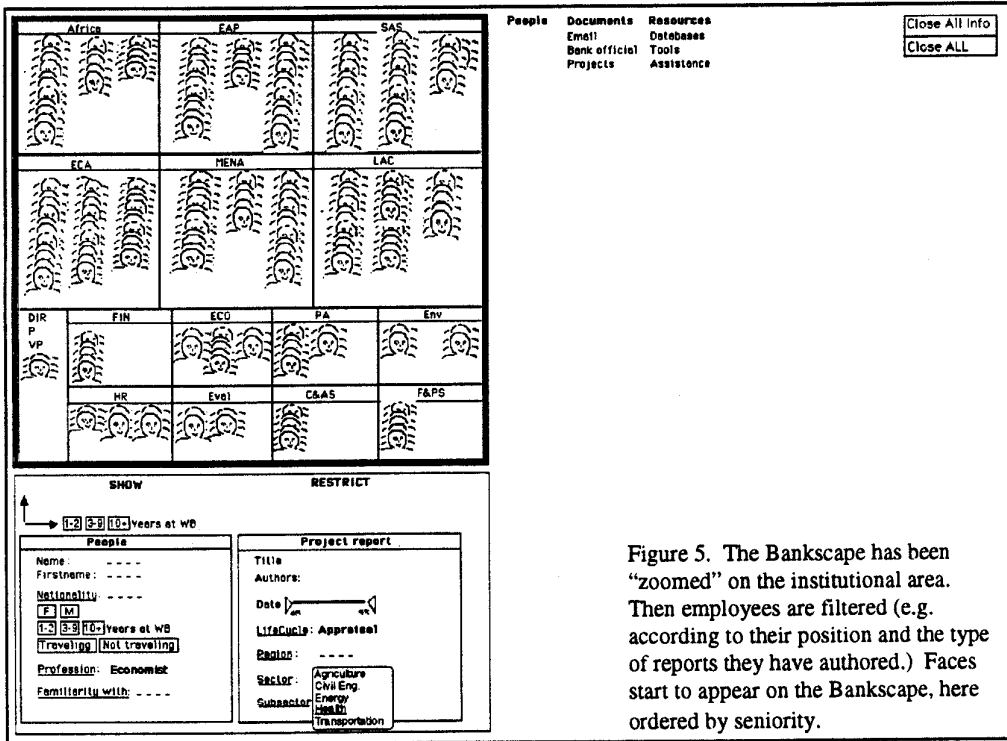 Africa EAP SAS
People Documents Resources
Email Databases
Bank official Tools
Projects Assistance
Close All Info
Close ALL
ECA MENA LAC
DIR
P
VP
FIN ECO PA Env
HR Eval C&AS F&PS
SHOW RESTRICT
1-2 3-9 10+ Years at WB
People
Name: - - - -
Firstname: - - - -
Nationality: - - - -
F M
1-2 3-9 10+ Years at WB
Traveling Not traveling
Profession: Economist
Familiarity with: - - - -
Project report
Title
Authors:
Date
LifeCycle: Appraisal
Region: - - - -
Sector:
Subsector
Agriculture
Civil Eng.
Energy
Health
Transportation
Figure 5. The Bankscape has been
“zoomed” on the institutional area.
Then employees are filtered (e.g.
according to their position and the type
of reports they have authored.) Faces
start to appear on the Bankscape, here
ordered by seniority.